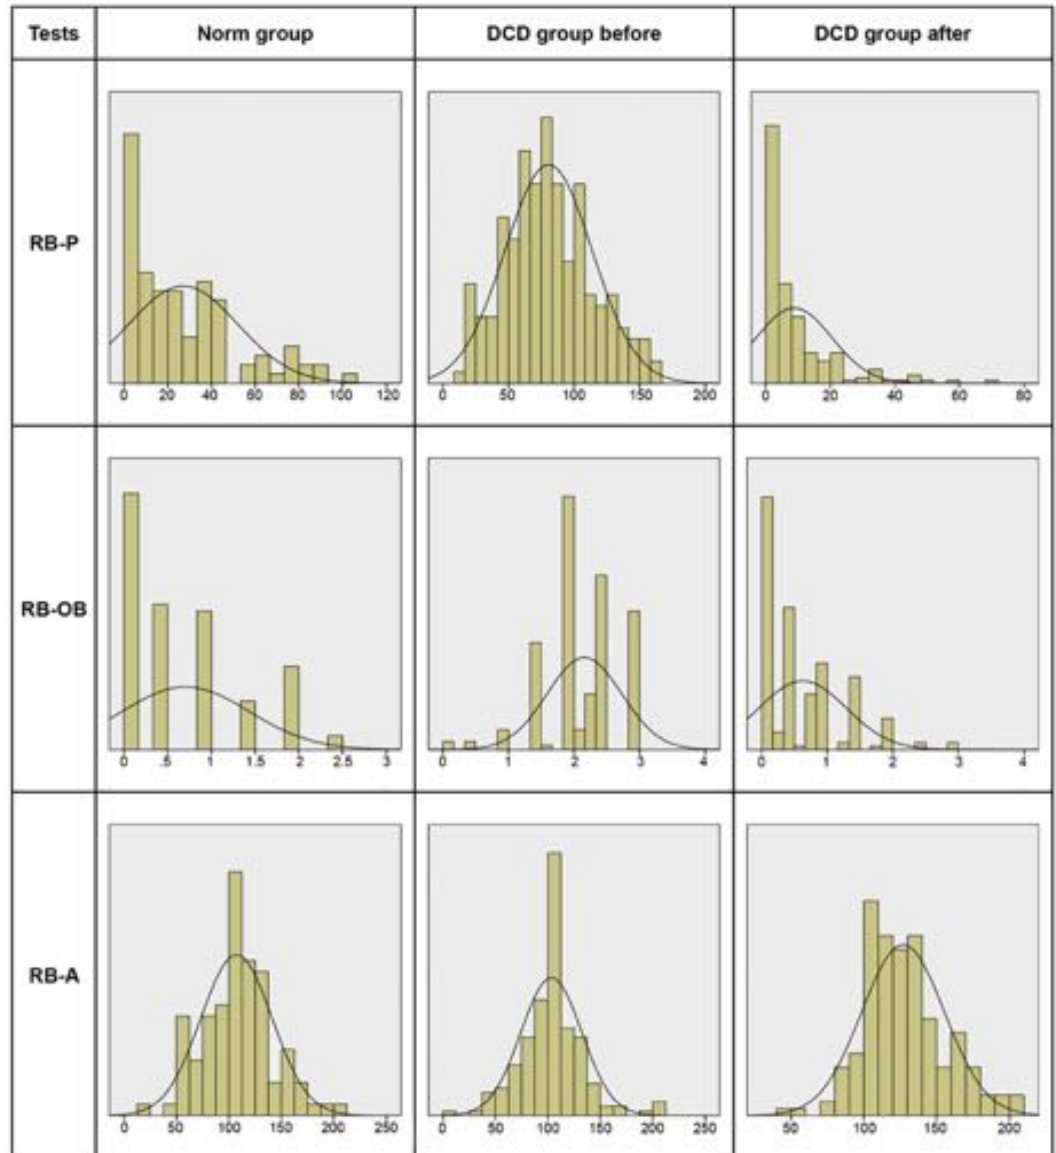 Tests Norm group DCD group before DCD group after
RB-P
0 20 40 60 80 100 120 0 50 100 150 200 0 20 40 60 80
RB-OB
0 .5 1 1.5 2 2.5 3 0 1 2 3 4 0 1 2 3 4
RB-A
0 50 100 150 200 250 0 50 100 150 200 250 50 100 150 200